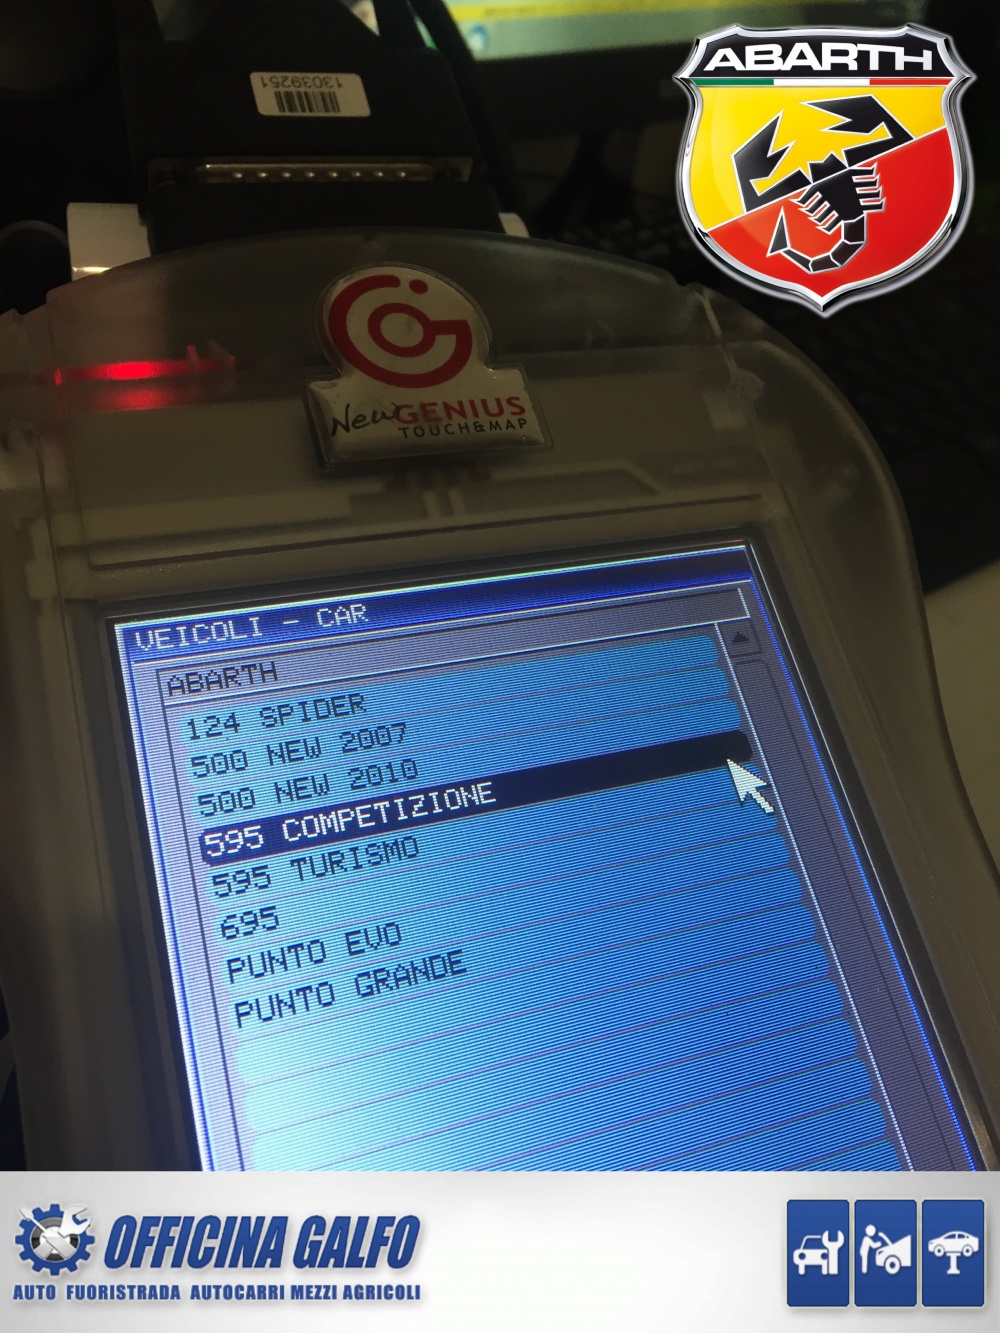 13039251
ABARTH
New GENIUS
TOUCH&MAP
VEICOLI - CAR
ABARTH
124 SPIDER
500 NEW 2007
500 NEW 2010
595 COMPETIZIONE
595 TURISMO
695
PUNTO EVO
PUNTO GRANDE
OFFICINA GALFO
AUTO FUORISTRADA AUTOCARRI MEZZI AGRICOLI